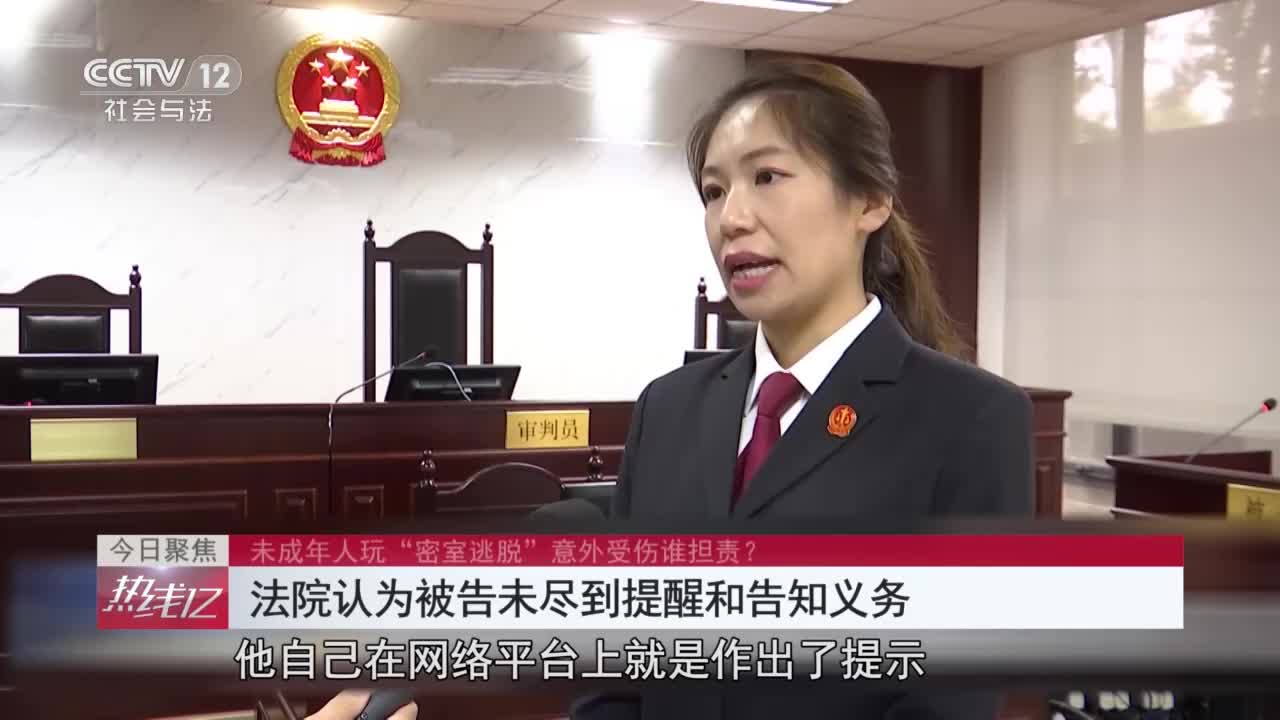 CCTV 12
社会与法
审判员
今日聚焦
未成年人玩“密室逃脱”意外受伤谁担责？
热线12
法院认为被告未尽到提醒和告知义务
他自己在网络平台上就是作出了提示